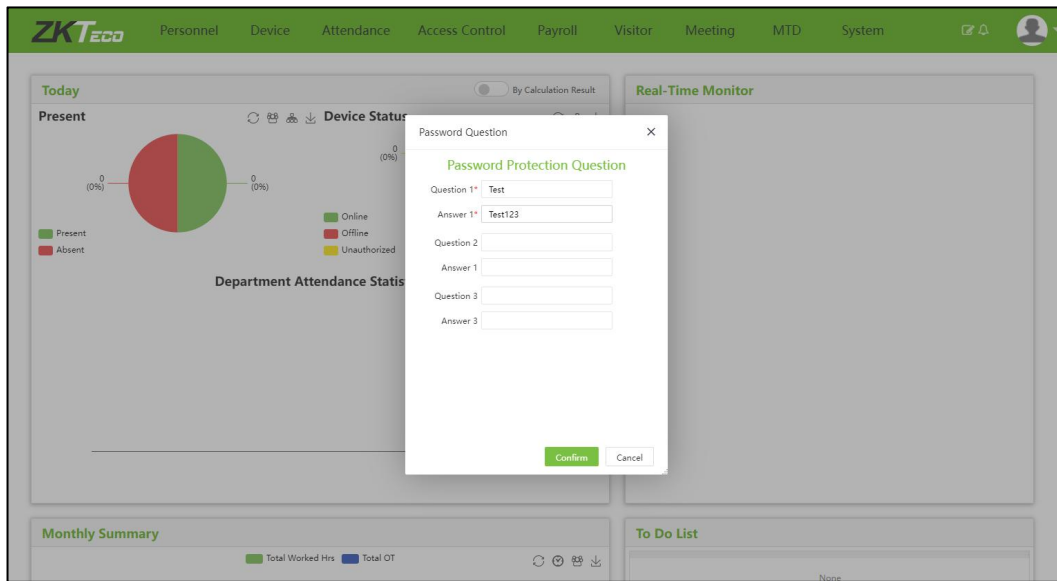 ZKTECO Personnel Device Attendance Access Control Payroll Visitor Meeting MTD System
Today
By Calculation Result
Present
0
(0%)
0
(0%)
Present
Absent
Device Status
0
(0%)
Online
Offline
Unauthorized
Department Attendance Statis
Real-Time Monitor
Password Question
Password Protection Question
Question 1* Test
Answer 1* Test123
Question 2
Answer 1
Question 3
Answer 3
Confirm Cancel
Monthly Summary
Total Worked Hrs Total OT
To Do List
None